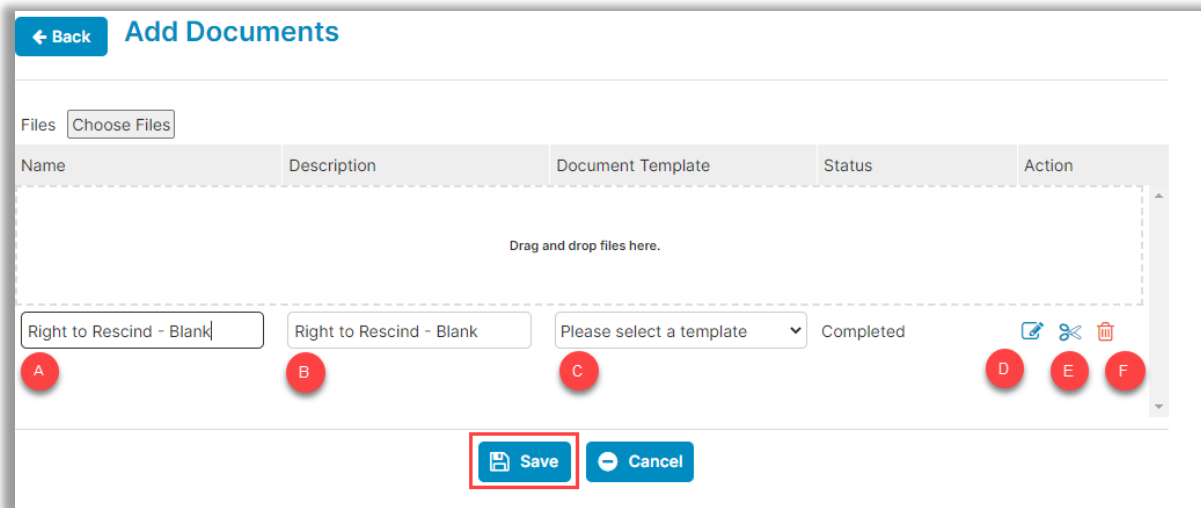 Back Add Documents
Files Choose Files
Name Description Document Template Status Action
Drag and drop files here.
Right to Rescind - Blank Right to Rescind - Blank Please select a template Completed
A B C D E F
Save Cancel